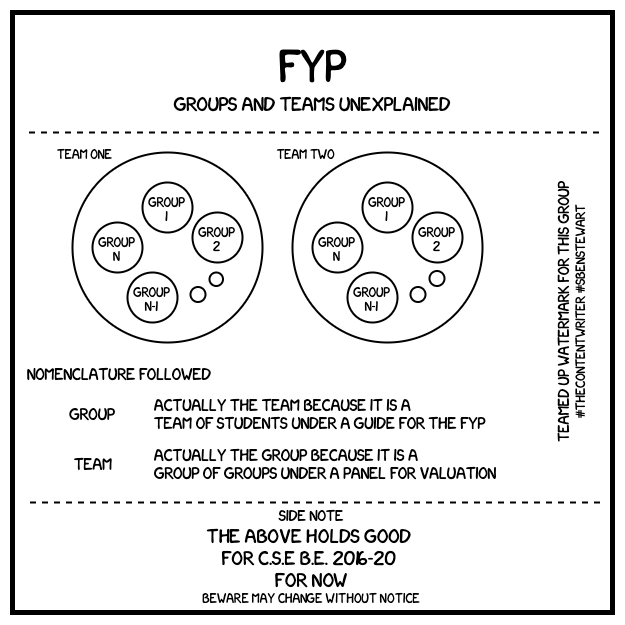 FYP
GROUPS AND TEAMS UNEXPLAINED
TEAM ONE
GROUP
1
GROUP
2
GROUP
N
GROUP
N-1
TEAM TWO
GROUP
1
GROUP
2
GROUP
N
GROUP
N-1
TEAMED UP WATERMARK FOR THIS GROUP
#THECONTENTWRITER #SBENSTEWART
NOMENCLATURE FOLLOWED
GROUP
ACTUALLY THE TEAM BECAUSE IT IS A
TEAM OF STUDENTS UNDER A GUIDE FOR THE FYP
TEAM
ACTUALLY THE GROUP BECAUSE IT IS A
GROUP OF GROUPS UNDER A PANEL FOR VALUATION
SIDE NOTE
THE ABOVE HOLDS GOOD
FOR C.S.E B.E. 2016-20
FOR NOW
BEWARE MAY CHANGE WITHOUT NOTICE